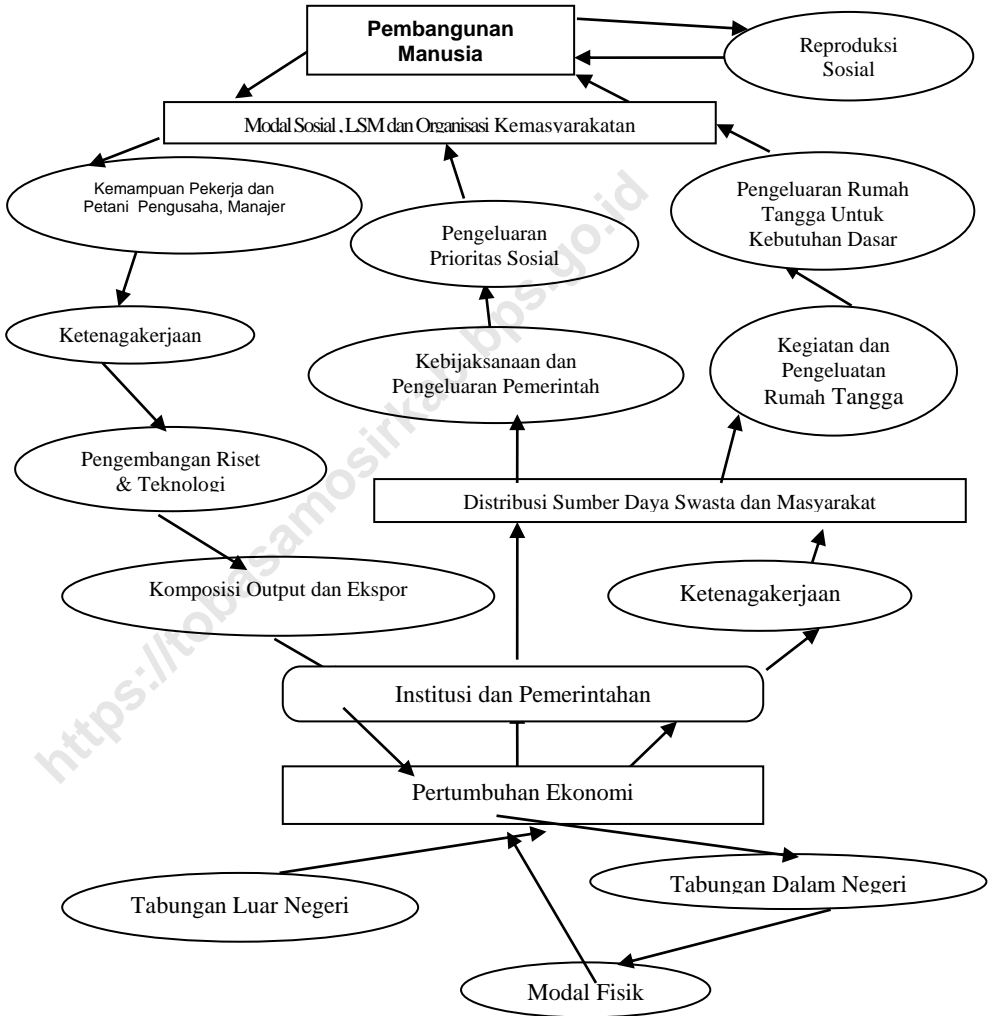 Pembangunan
Manusia
Reproduksi
Sosial
Modal Sosial , LSM dan Organisasi Kemasyarakatan
Kemampuan Pekerja dan
Petani Pengusaha, Manajer
Pengeluaran
Prioritas Sosial
Pengeluaran Rumah
Tangga Untuk
Kebutuhan Dasar
Ketenagakerjaan
Kebijaksanaan dan
Pengeluaran Pemerintah
Kegiatan dan
Pengeluatan
Rumah Tangga
Pengembangan Riset
& Teknologi
Distribusi Sumber Daya Swasta dan Masyarakat
Komposisi Output dan Ekspor
Ketenagakerjaan
Institusi dan Pemerintahan
Pertumbuhan Ekonomi
Tabungan Luar Negeri
Tabungan Dalam Negeri
Modal Fisik
https://tobasamosirkab.bps.go.id